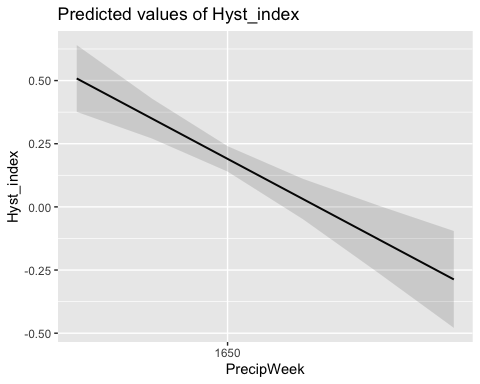 Predicted values of Hyst_index
Hyst_index
0.50
0.25
0.00
-0.25
-0.50
1650
PrecipWeek